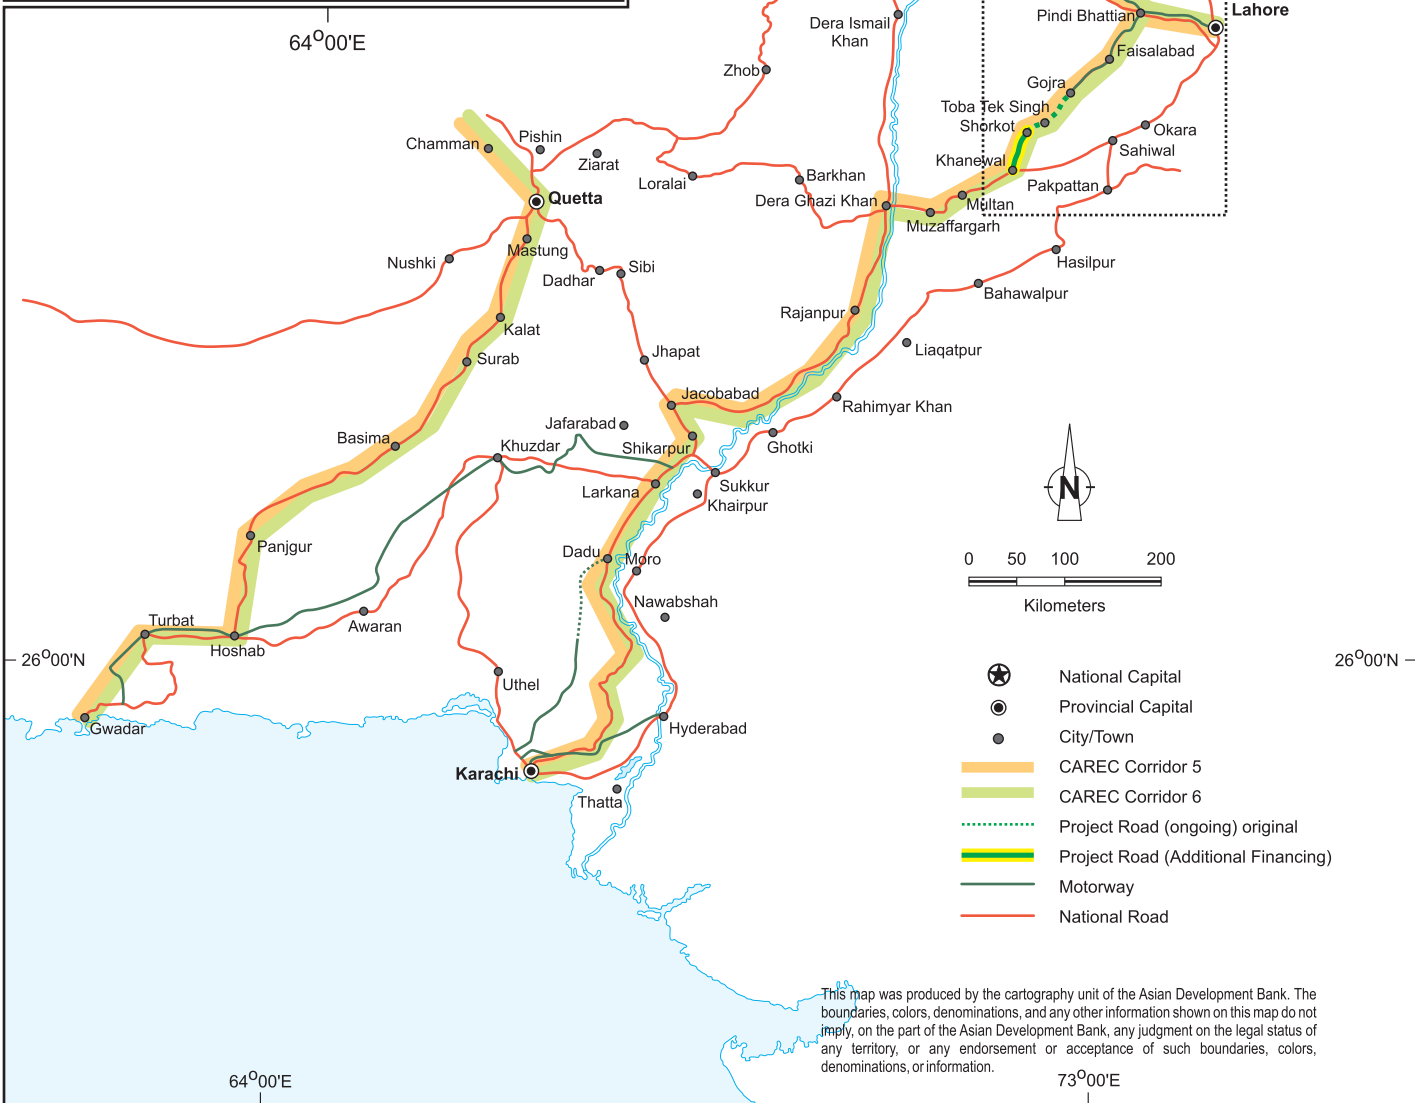 Lahore
Pindi Bhattian
Dera Ismail
Khan
64°00'E
Faisalabad
Zhob
Gojra
Toba Tek Singh
Shorkot
Okara
Chamman
Pishin
Sahiwal
Ziarat
Khanewal
Barkhan
Loralai
Pakpattan
Quetta
Dera Ghazi Khan
Multan
Muzaffargarh
Mastung
Nushki
Sibi
Hasilpur
Dadhar
Bahawalpur
Rajanpur
Kalat
Liaqatpur
Jhapat
Surab
Jacobabad
Rahimyar Khan
Jafarabad
Basima
Khuzdar
Shikarpur
Ghotki
Sukkur
Larkana
Khairpur
N
Panjgur
Dadu
Moro
0 50 100 200
Kilometers
Nawabshah
Turbat
Awaran
Hoshab
26°00'N
26°00'N
Uthel
National Capital
Provincial Capital
Gwadar
Hyderabad
City/Town
CAREC Corridor 5
Karachi
CAREC Corridor 6
Thatta
Project Road (ongoing) original
Project Road (Additional Financing)
Motorway
National Road
This map was produced by the cartography unit of the Asian Development Bank. The
boundaries, colors, denominations, and any other information shown on this map do not
imply, on the part of the Asian Development Bank, any judgment on the legal status of
any territory, or any endorsement or acceptance of such boundaries, colors,
denominations, or information.
64°00'E
73°00'E